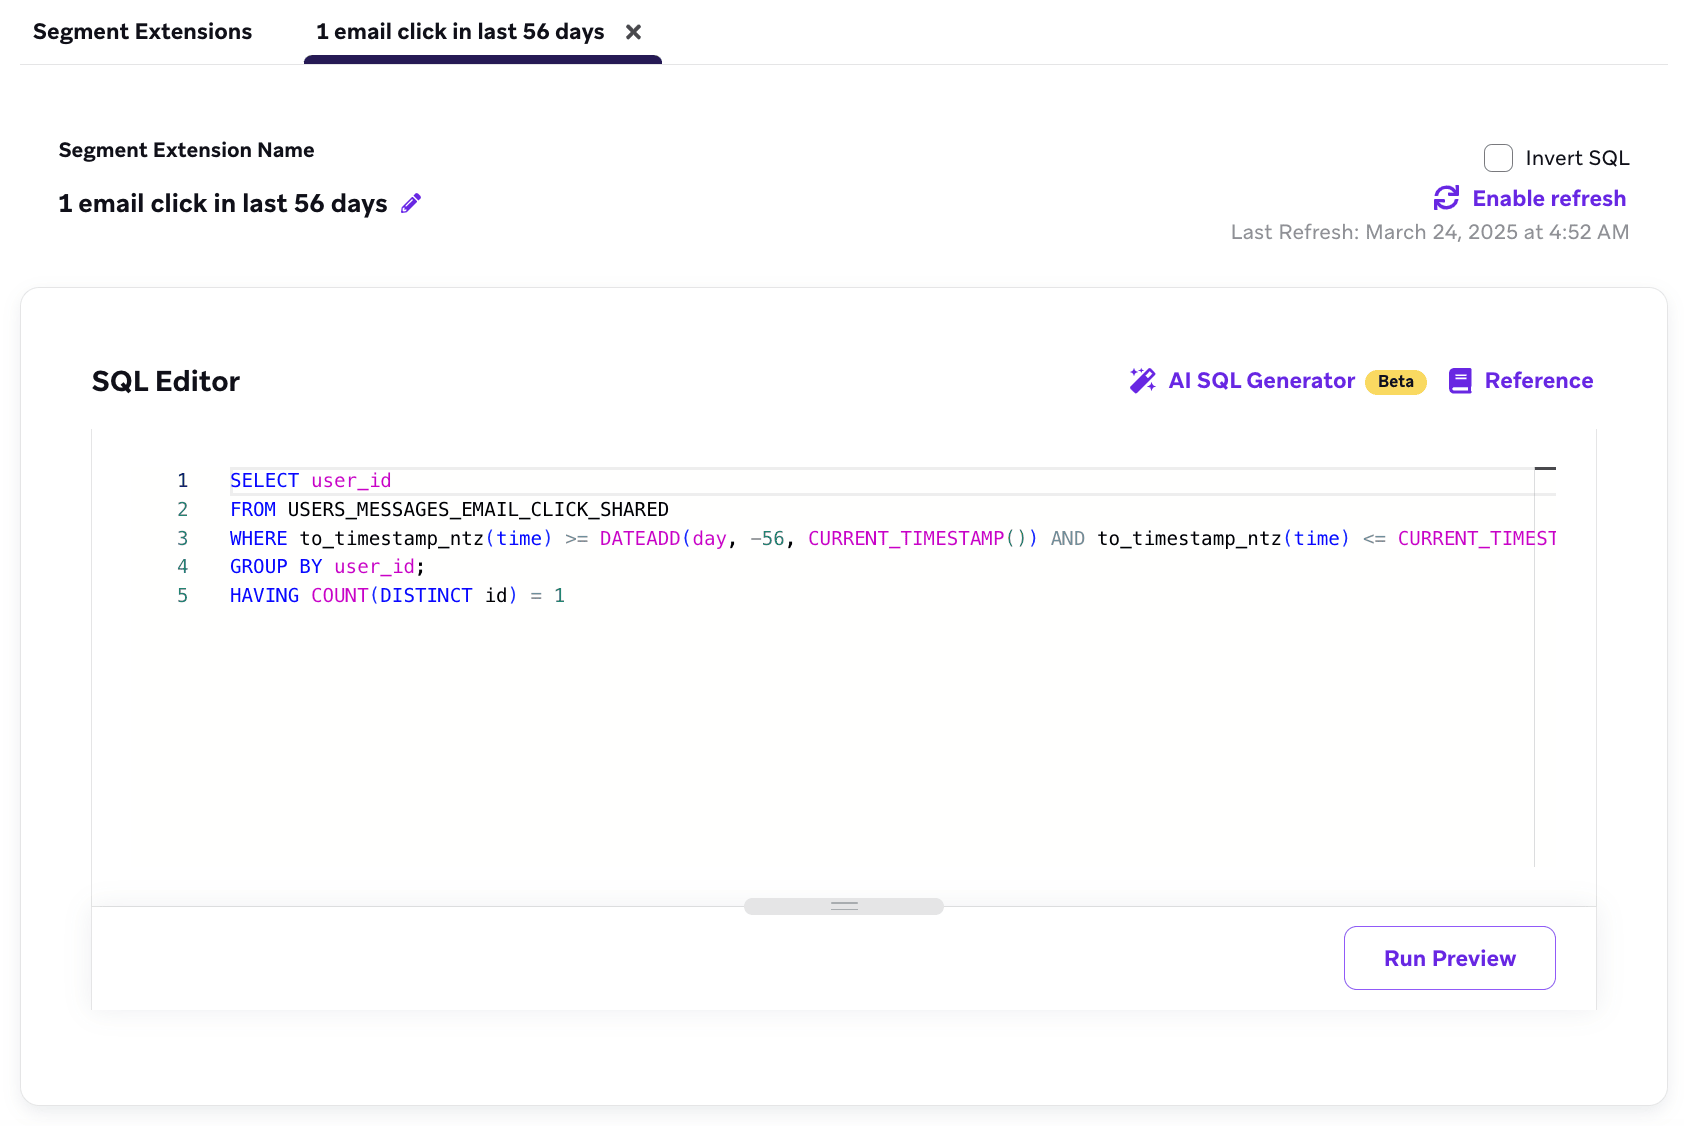 Segment Extensions
1 email click in last 56 days
Segment Extension Name
1 email click in last 56 days
Invert SQL
Enable refresh
Last Refresh: March 24, 2025 at 4:52 AM
SQL Editor
AI SQL Generator Beta
Reference
1 SELECT user_id
2 FROM USERS_MESSAGES_EMAIL_CLICK_SHARED
3 WHERE to_timestamp_ntz(time) >= DATEADD(day, -56, CURRENT_TIMESTAMP()) AND to_timestamp_ntz(time) <= CURRENT_TIMEST
4 GROUP BY user_id;
5 HAVING COUNT(DISTINCT id) = 1
Run Preview